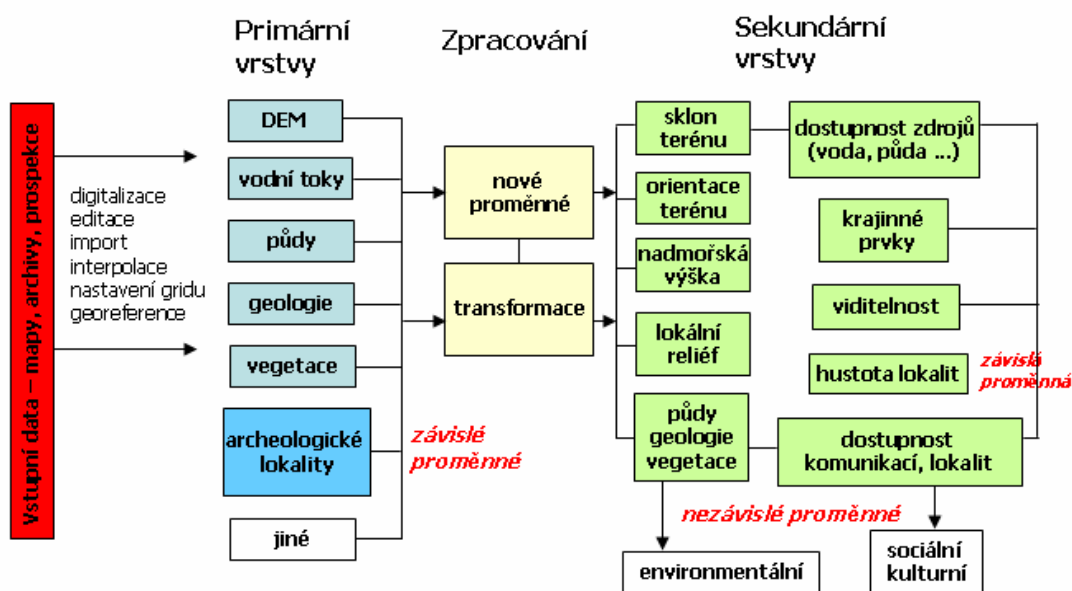 Primární
vrstvy
Zpracování
Sekundární
vrstvy
Vstupní data – mapy, archivy, prospekce
digitalizace
editace
import
interpolace
nastavení gridu
georeference
DEM
vodní toky
půdy
geologie
vegetace
archeologické
lokality
jiné
závislé
proměnné
nové
proměnné
transformace
sklon
terénu
orientace
terénu
nadmořská
výška
lokální
reliéf
půdy
geologie
vegetace
dostupnost zdrojů
(voda, půda ...)
krajinné
prvky
viditelnost
hustota lokalit
závislá
proměnná
dostupnost
komunikací, lokalit
nezávislé proměnné
environmentální
sociální
kulturní